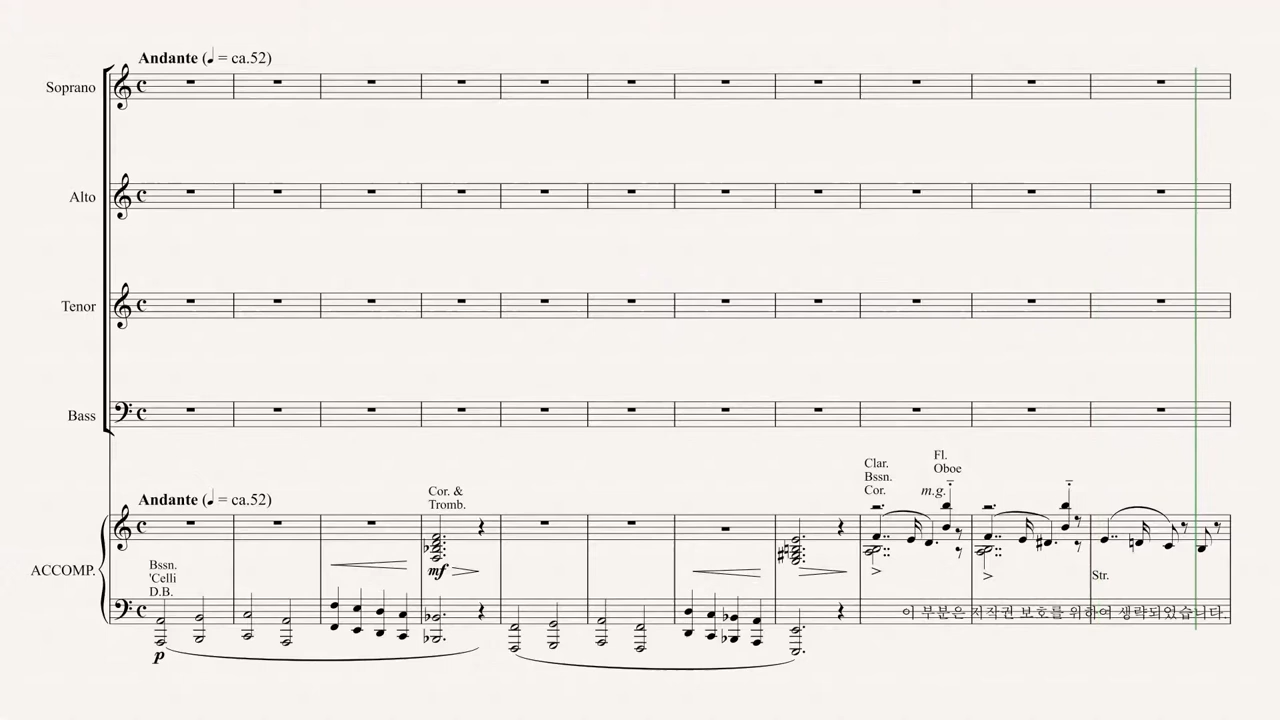 Andante (♩ = ca.52)
Soprano
Alto
Tenor
Bass
Andante (♩ = ca.52)
ACCOMP.
Bssn.
'Celli
D.B.
p
Cor. &
Tromb.
mf
Clar.
Bssn.
Cor.
Fl.
Oboe
m.g.
Str.
이 부분은 저작권 보호를 위하여 생략되었습니다.